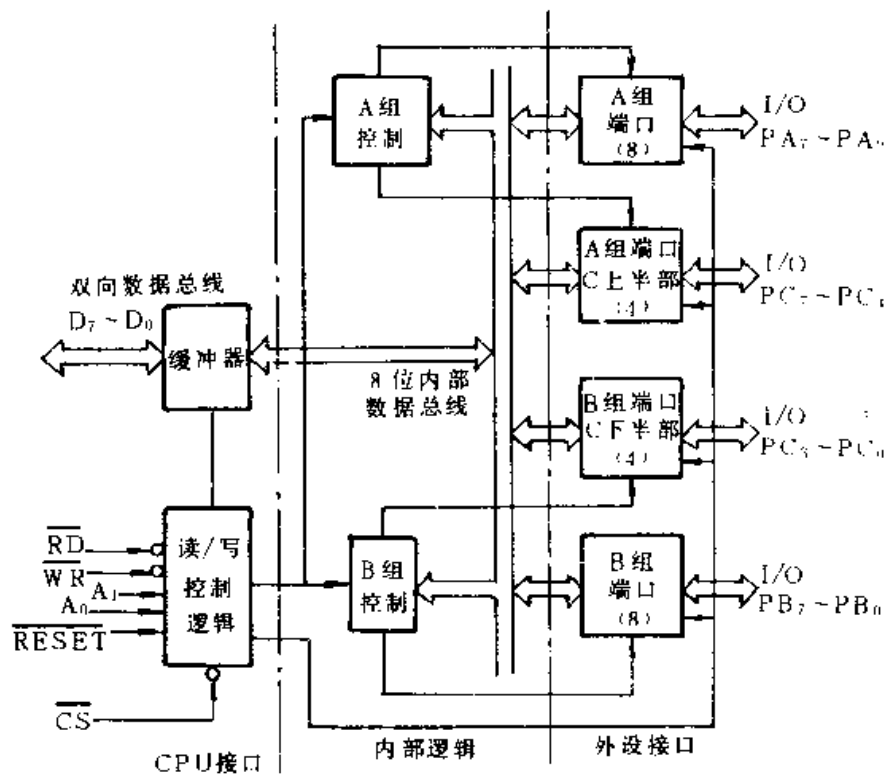 A组
控制
A组
端口
(8)
I/O
PA₇~PA₀
A组端口
C上半部
(4)
I/O
PC₇~PC₄
双向数据总线
D₇~D₀
缓冲器
8位内部
数据总线
B组端口
C下半部
(4)
I/O
PC₃~PC₀
R̅D̅
W̅R̅
A₁
A₀
R̅E̅S̅E̅T̅
读/写
控制
逻辑
B组
控制
B组
端口
(8)
I/O
PB₇~PB₀
C̅S̅
CPU接口
内部逻辑
外设接口